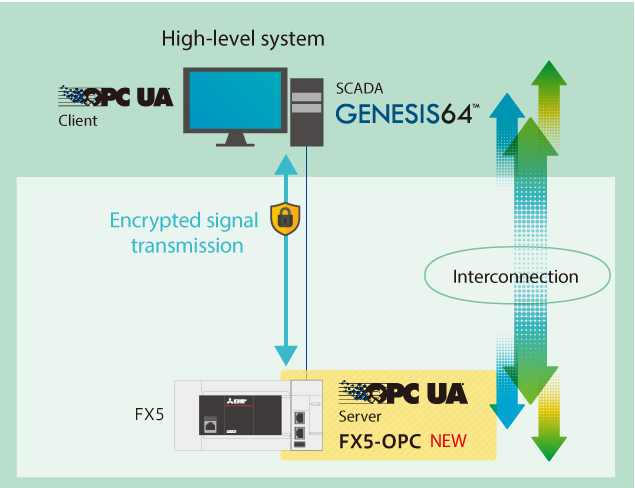 High-level system
OPC UA
Client
SCADA
GENESIS64™
Encrypted signal
transmission
Interconnection
FX5
OPC UA
Server
FX5-OPC NEW